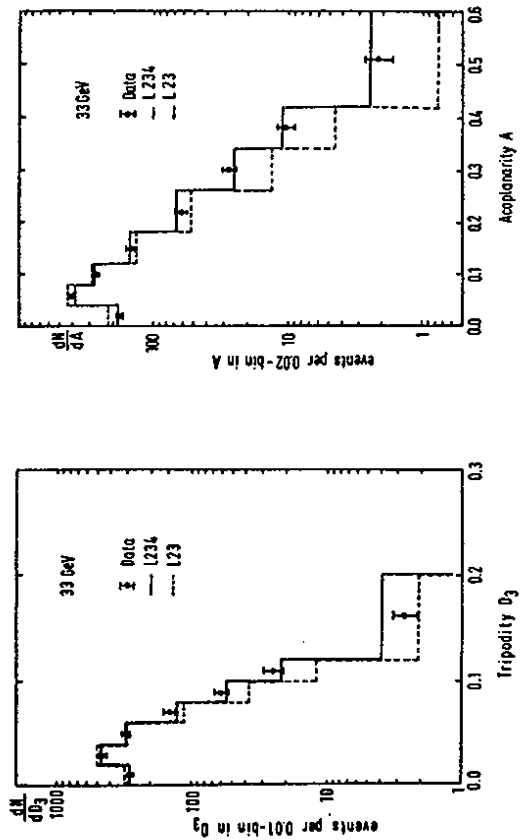 dN
dD3
1000
100
10
1
events per 0.01-bin in D3
33 GeV
Data
L234
L23
0.0
0.1
0.2
0.3
Tripodity D3
dN
dA
100
10
1
events per 0.02-bin in A
33 GeV
Data
L234
L23
0.0
0.1
0.2
0.3
0.4
0.5
0.6
Acoplanarity A